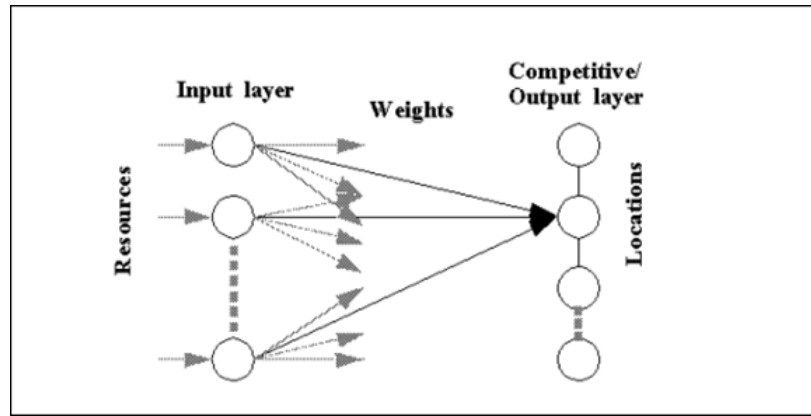 Input layer
Weights
Competitive/
Output layer
Resources
Locations